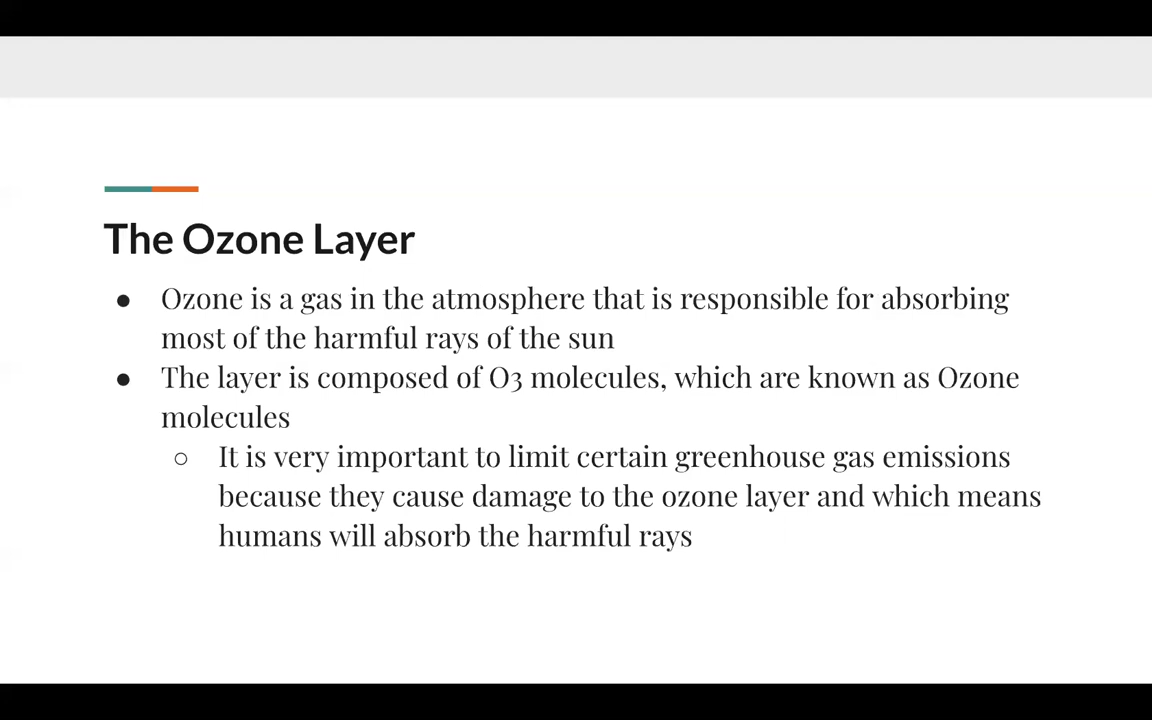 The Ozone Layer
● Ozone is a gas in the atmosphere that is responsible for absorbing
most of the harmful rays of the sun
● The layer is composed of O3 molecules, which are known as Ozone
molecules
○ It is very important to limit certain greenhouse gas emissions
because they cause damage to the ozone layer and which means
humans will absorb the harmful rays